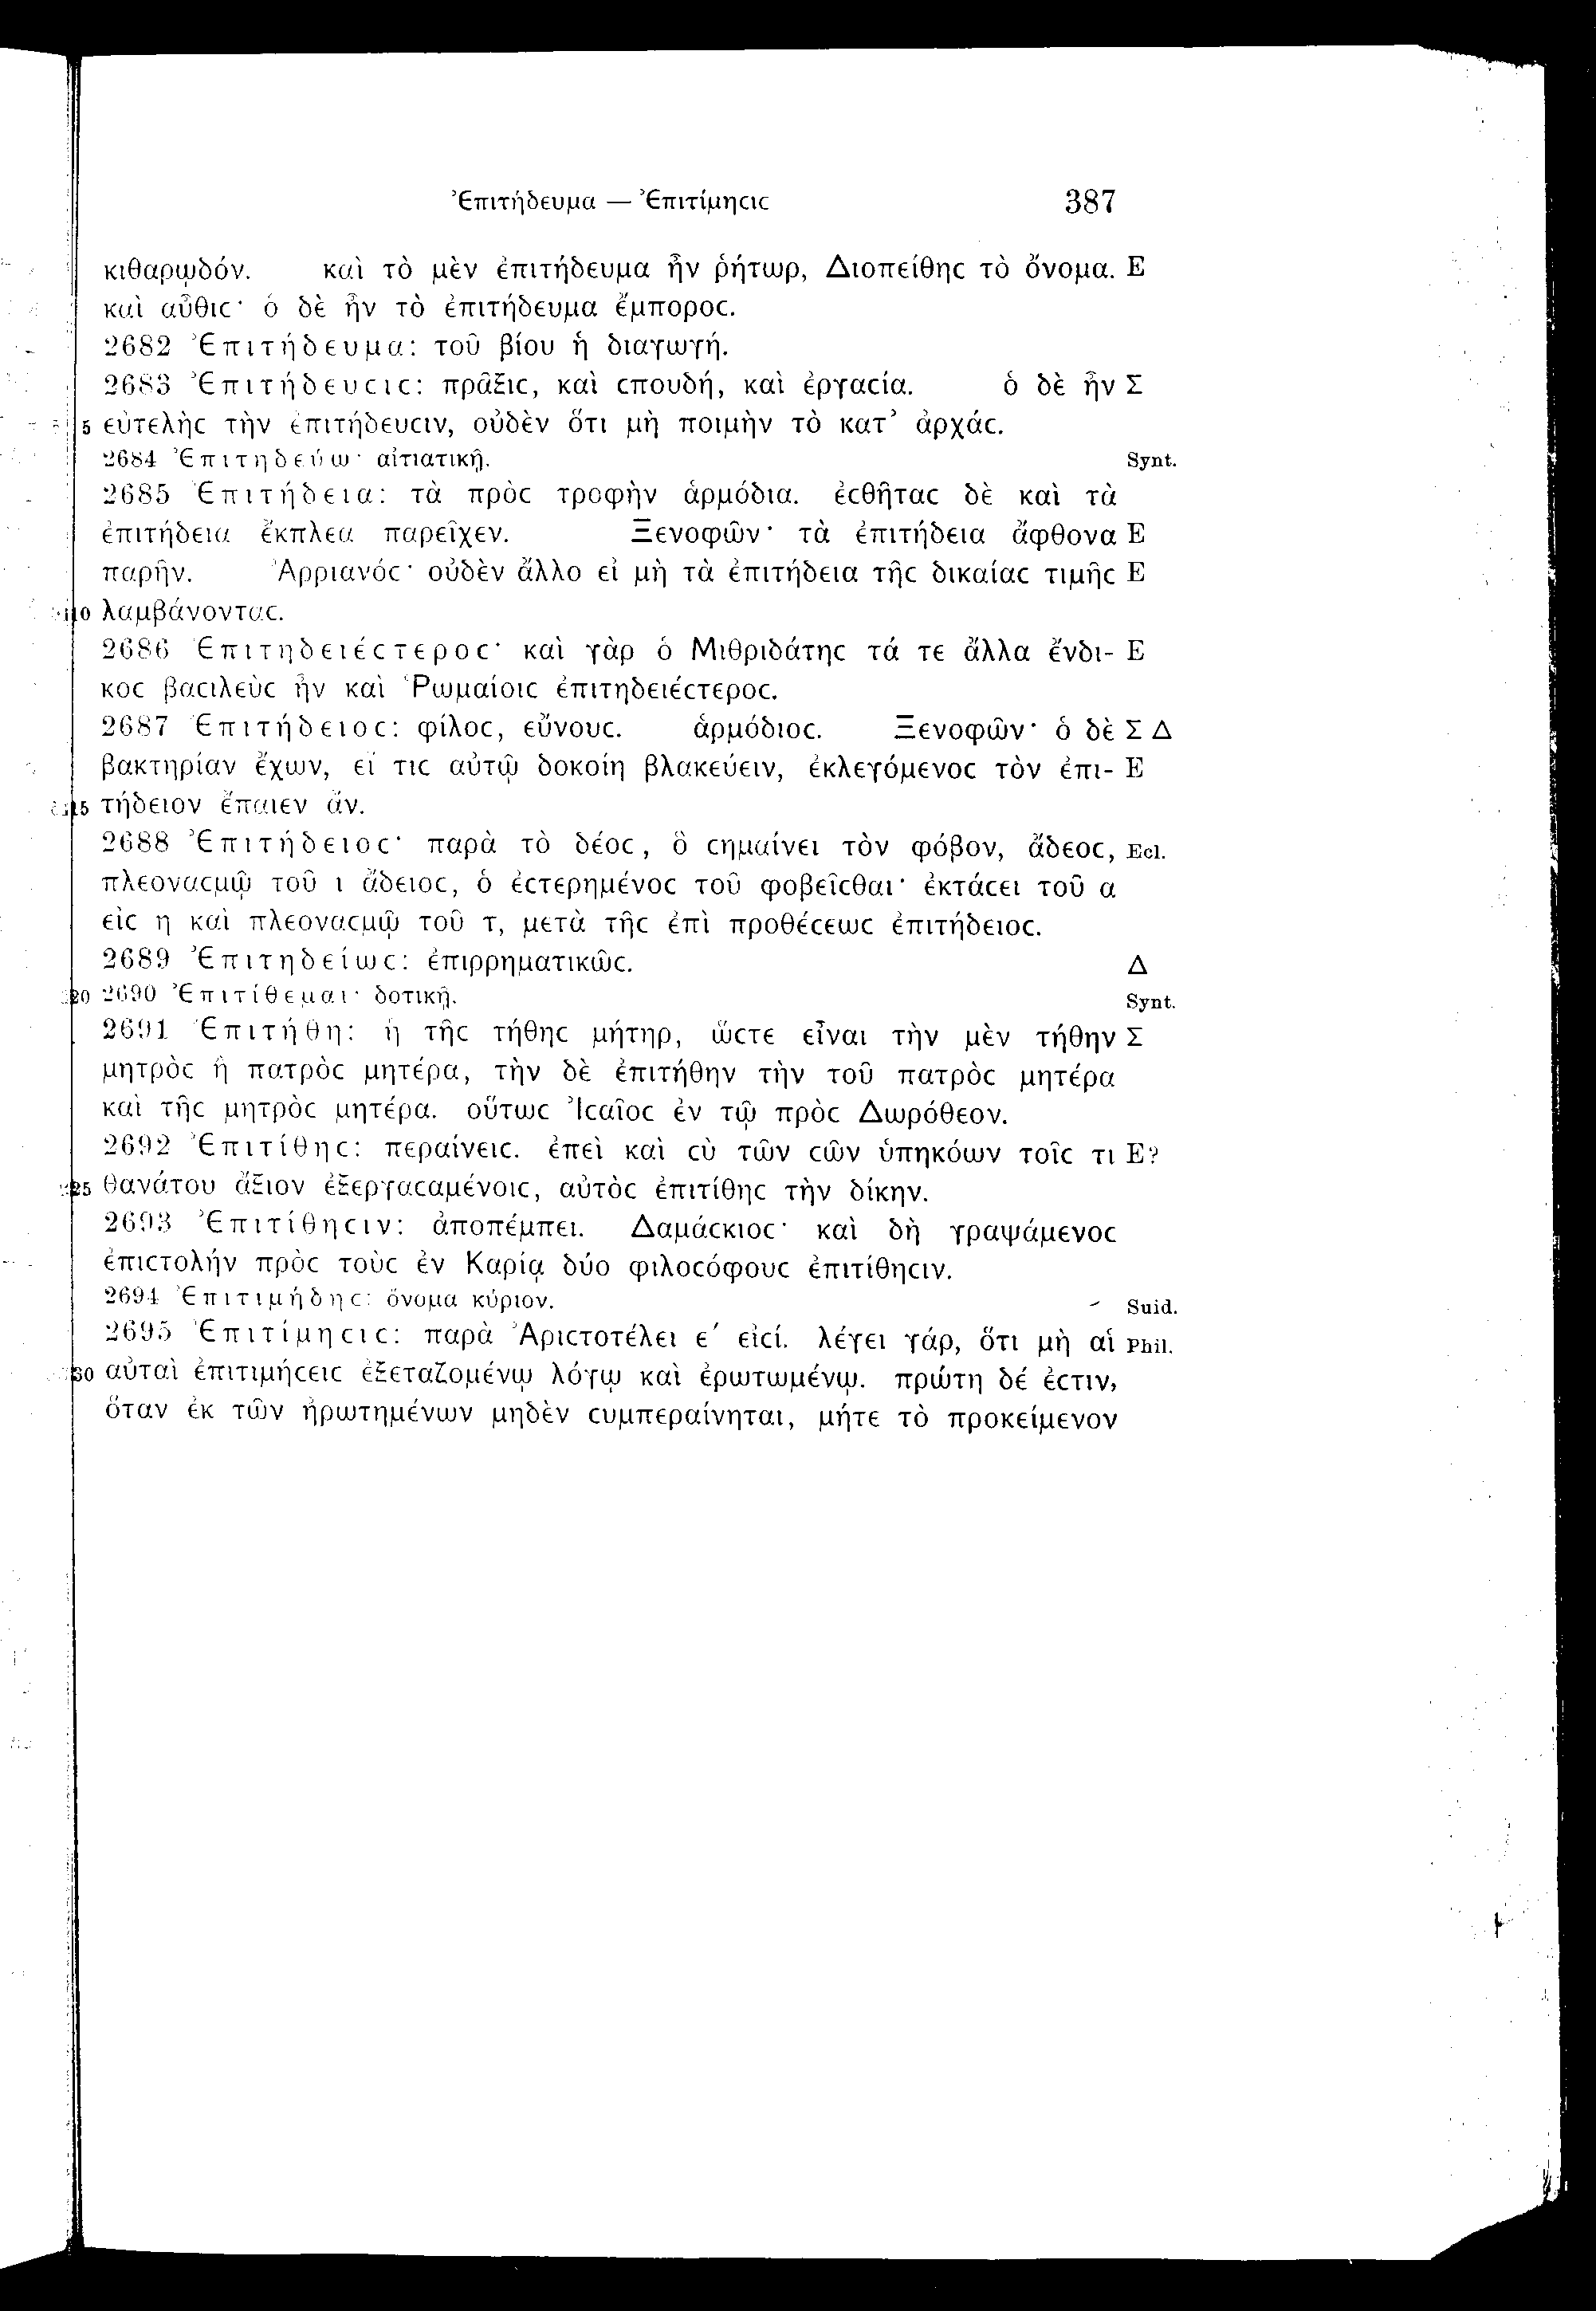 Ἐπιτήδευμα — Ἐπιτίμηϲιϲ 387
κιθαρῳδόν. καὶ τὸ μὲν ἐπιτήδευμα ἦν ῥήτωρ, Διοπείθηϲ τὸ ὄνομα. E
καὶ αὖθιϲ· ὁ δὲ ἦν τὸ ἐπιτήδευμα ἔμποροϲ.
2682 Ἐπιτήδευμα: τοῦ βίου ἡ διαγωγή.
2683 Ἐπιτήδευϲιϲ: πρᾶξιϲ, καὶ ϲπουδή, καὶ ἐργαϲία. ὁ δὲ ἦν Σ
5 εὐτελὴϲ τὴν ἐπιτήδευϲιν, οὐδὲν ὅτι μὴ ποιμὴν τὸ κατ’ ἀρχάϲ.
2684 Ἐπιτηδεύω· αἰτιατικῇ. Synt.
2685 Ἐπιτήδεια: τὰ πρὸϲ τροφὴν ἁρμόδια. ἐϲθῆταϲ δὲ καὶ τὰ
ἐπιτήδεια ἔκπλεα παρεῖχεν. Ξενοφῶν· τὰ ἐπιτήδεια ἄφθονα E
παρῆν. Ἀρριανόϲ· οὐδὲν ἄλλο εἰ μὴ τὰ ἐπιτήδεια τῆϲ δικαίαϲ τιμῆϲ E
10 λαμβάνονταϲ.
2686 Ἐπιτηδειέϲτεροϲ· καὶ γὰρ ὁ Μιθριδάτηϲ τά τε ἄλλα ἔνδι- E
κοϲ βαϲιλεὺϲ ἦν καὶ Ῥωμαίοιϲ ἐπιτηδειέϲτεροϲ.
2687 Ἐπιτήδειοϲ: φίλοϲ, εὔνουϲ. ἁρμόδιοϲ. Ξενοφῶν· ὁ δὲ Σ Δ
βακτηρίαν ἔχων, εἴ τιϲ αὐτῷ δοκοίη βλακεύειν, ἐκλεγόμενοϲ τὸν ἐπι- E
15 τήδειον ἔπαιεν ἄν.
2688 Ἐπιτήδειοϲ· παρὰ τὸ δέοϲ, ὃ ϲημαίνει τὸν φόβον, ἄδεοϲ, Ecl.
πλεοναϲμῷ τοῦ ι ἄδειοϲ, ὁ ἐϲτερημένοϲ τοῦ φοβεῖϲθαι· ἐκτάϲει τοῦ α
εἰϲ η καὶ πλεοναϲμῷ τοῦ τ, μετὰ τῆϲ ἐπὶ προθέϲεωϲ ἐπιτήδειοϲ.
2689 Ἐπιτηδείωϲ: ἐπιρρηματικῶϲ. Δ
20 2690 Ἐπιτίθεμαι· δοτικῇ. Synt.
2691 Ἐπιτήθη: ἡ τῆϲ τήθηϲ μήτηρ, ὥϲτε εἶναι τὴν μὲν τήθην Σ
μητρὸϲ ἢ πατρὸϲ μητέρα, τὴν δὲ ἐπιτήθην τὴν τοῦ πατρὸϲ μητέρα
καὶ τῆϲ μητρὸϲ μητέρα. οὕτωϲ Ἰϲαῖοϲ ἐν τῷ πρὸϲ Δωρόθεον.
2692 Ἐπιτίθηϲ: περαίνειϲ. ἐπεὶ καὶ ϲὺ τῶν ϲῶν ὑπηκόων τοῖϲ τι E?
25 θανάτου ἄξιον ἐξεργαϲαμένοιϲ, αὐτὸϲ ἐπιτίθηϲ τὴν δίκην.
2693 Ἐπιτίθηϲιν: ἀποπέμπει. Δαμάϲκιοϲ· καὶ δὴ γραψάμενοϲ
ἐπιϲτολήν πρὸϲ τοὺϲ ἐν Καρίᾳ δύο φιλοϲόφουϲ ἐπιτίθηϲιν.
2694 Ἐπιτιμήδηϲ: ὄνομα κύριον. Suid.
2695 Ἐπιτίμηϲιϲ: παρὰ Ἀριϲτοτέλει ε′ εἰϲί. λέγει γάρ, ὅτι μὴ αἱ Phil.
30 αὐταὶ ἐπιτιμήϲειϲ ἐξεταζομένῳ λόγῳ καὶ ἐρωτωμένῳ. πρώτη δέ ἐϲτιν,
ὅταν ἐκ τῶν ἠρωτημένων μηδὲν ϲυμπεραίνηται, μήτε τὸ προκείμενον